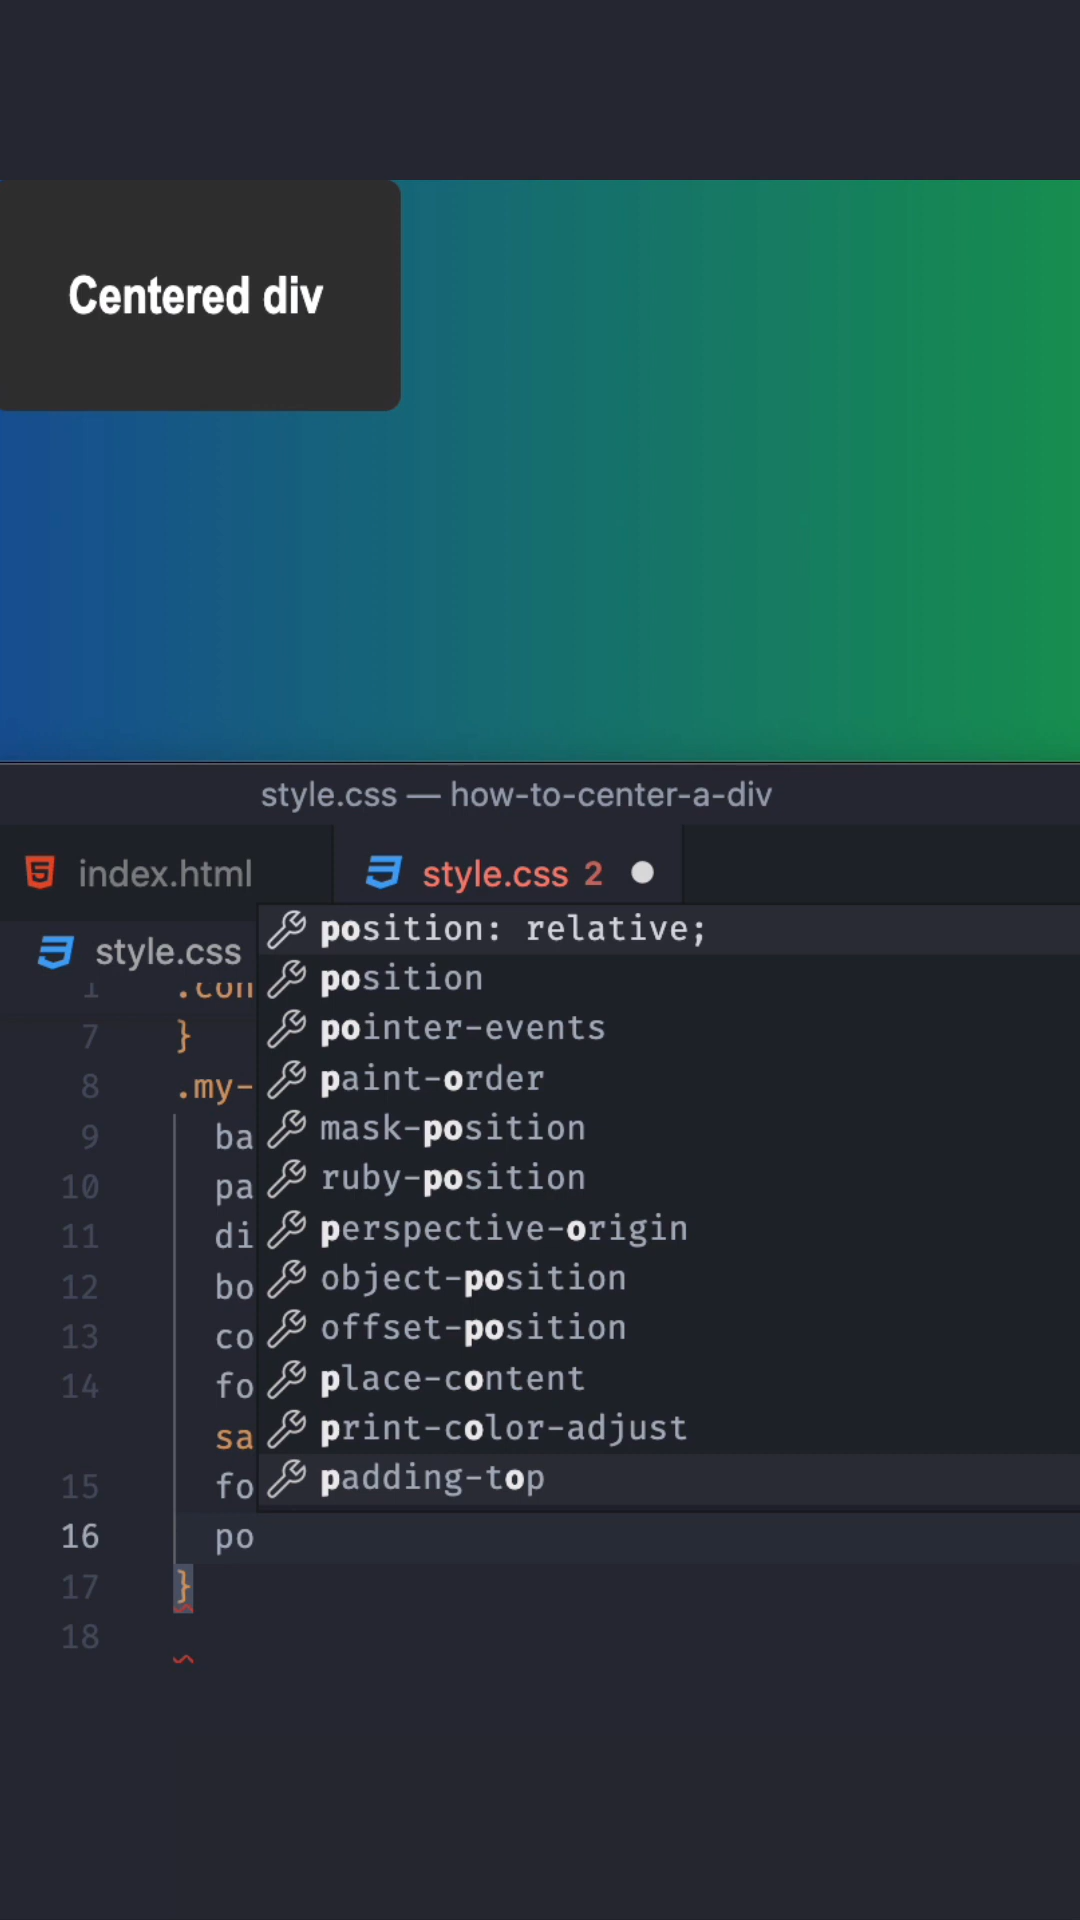 Centered div
style.css — how-to-center-a-div
index.html
style.css 2
style.css
1 .con
7 }
8 .my-
9 ba
10 pa
11 di
12 bo
13 co
14 fo
sa
15 fo
16 po
17 }
18
position: relative;
position
pointer-events
paint-order
mask-position
ruby-position
perspective-origin
object-position
offset-position
place-content
print-color-adjust
padding-top